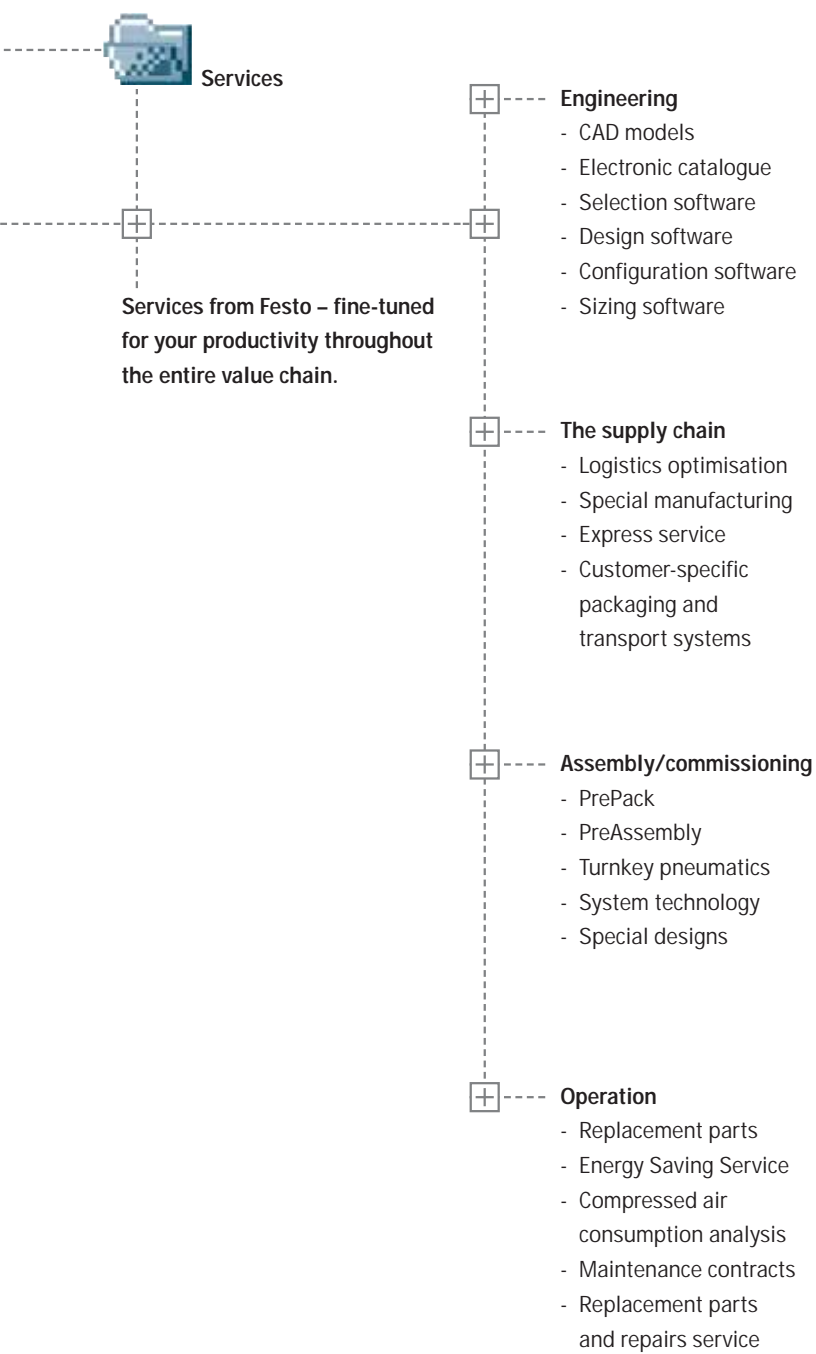 Services
Services from Festo – fine-tuned
for your productivity throughout
the entire value chain.
Engineering
- CAD models
- Electronic catalogue
- Selection software
- Design software
- Configuration software
- Sizing software
The supply chain
- Logistics optimisation
- Special manufacturing
- Express service
- Customer-specific
packaging and
transport systems
Assembly/commissioning
- PrePack
- PreAssembly
- Turnkey pneumatics
- System technology
- Special designs
Operation
- Replacement parts
- Energy Saving Service
- Compressed air
consumption analysis
- Maintenance contracts
- Replacement parts
and repairs service